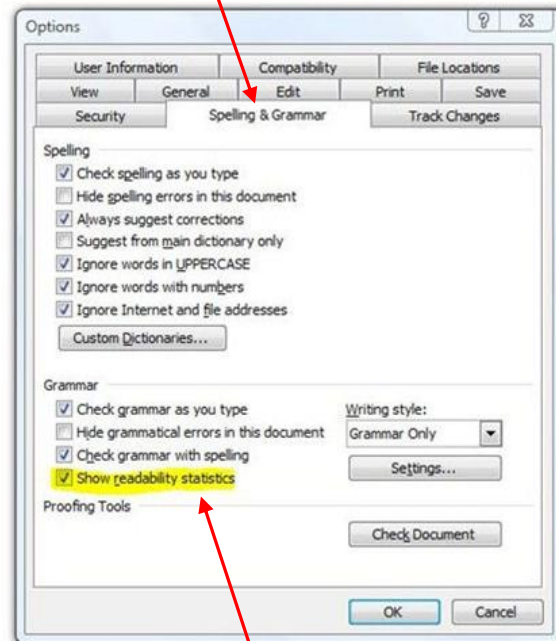 Options
User Information Compatibility File Locations
View General Edit Print Save
Security Spelling & Grammar Track Changes
Spelling
Check spelling as you type
Hide spelling errors in this document
Always suggest corrections
Suggest from main dictionary only
Ignore words in UPPERCASE
Ignore words with numbers
Ignore Internet and file addresses
Custom Dictionaries...
Grammar
Check grammar as you type Writing style:
Hide grammatical errors in this document Grammar Only
Check grammar with spelling
Settings...
Show readability statistics
Proofing Tools
Check Document
OK Cancel